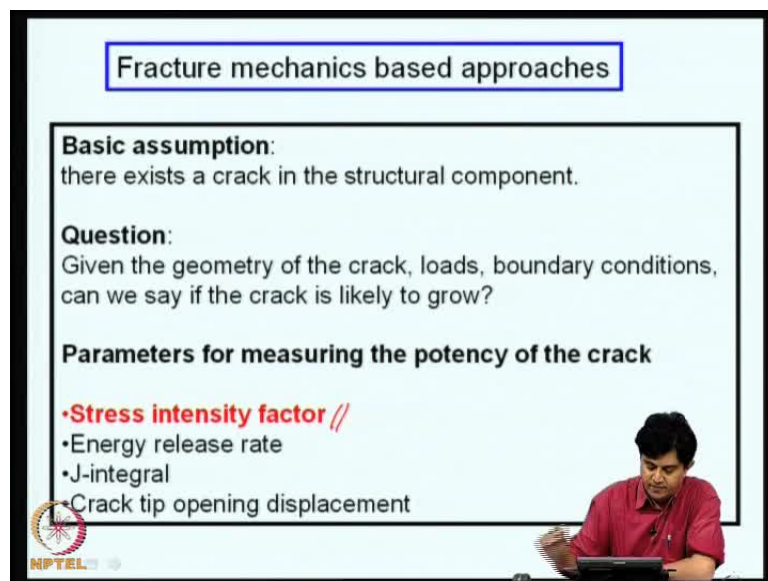 Fracture mechanics based approaches
Basic assumption:
there exists a crack in the structural component.
Question:
Given the geometry of the crack, loads, boundary conditions,
can we say if the crack is likely to grow?
Parameters for measuring the potency of the crack
•Stress intensity factor
•Energy release rate
•J-integral
•Crack tip opening displacement
NPTEL